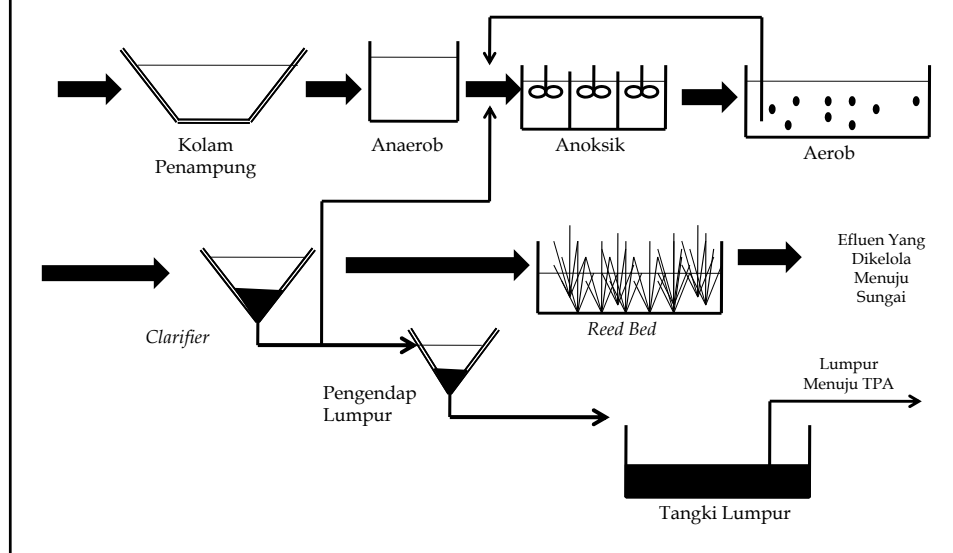 Kolam
Penampung
Anaerob
Anoksik
Aerob
Clarifier
Reed Bed
Efluen Yang
Dikelola
Menuju
Sungai
Pengendap
Lumpur
Lumpur
Menuju TPA
Tangki Lumpur